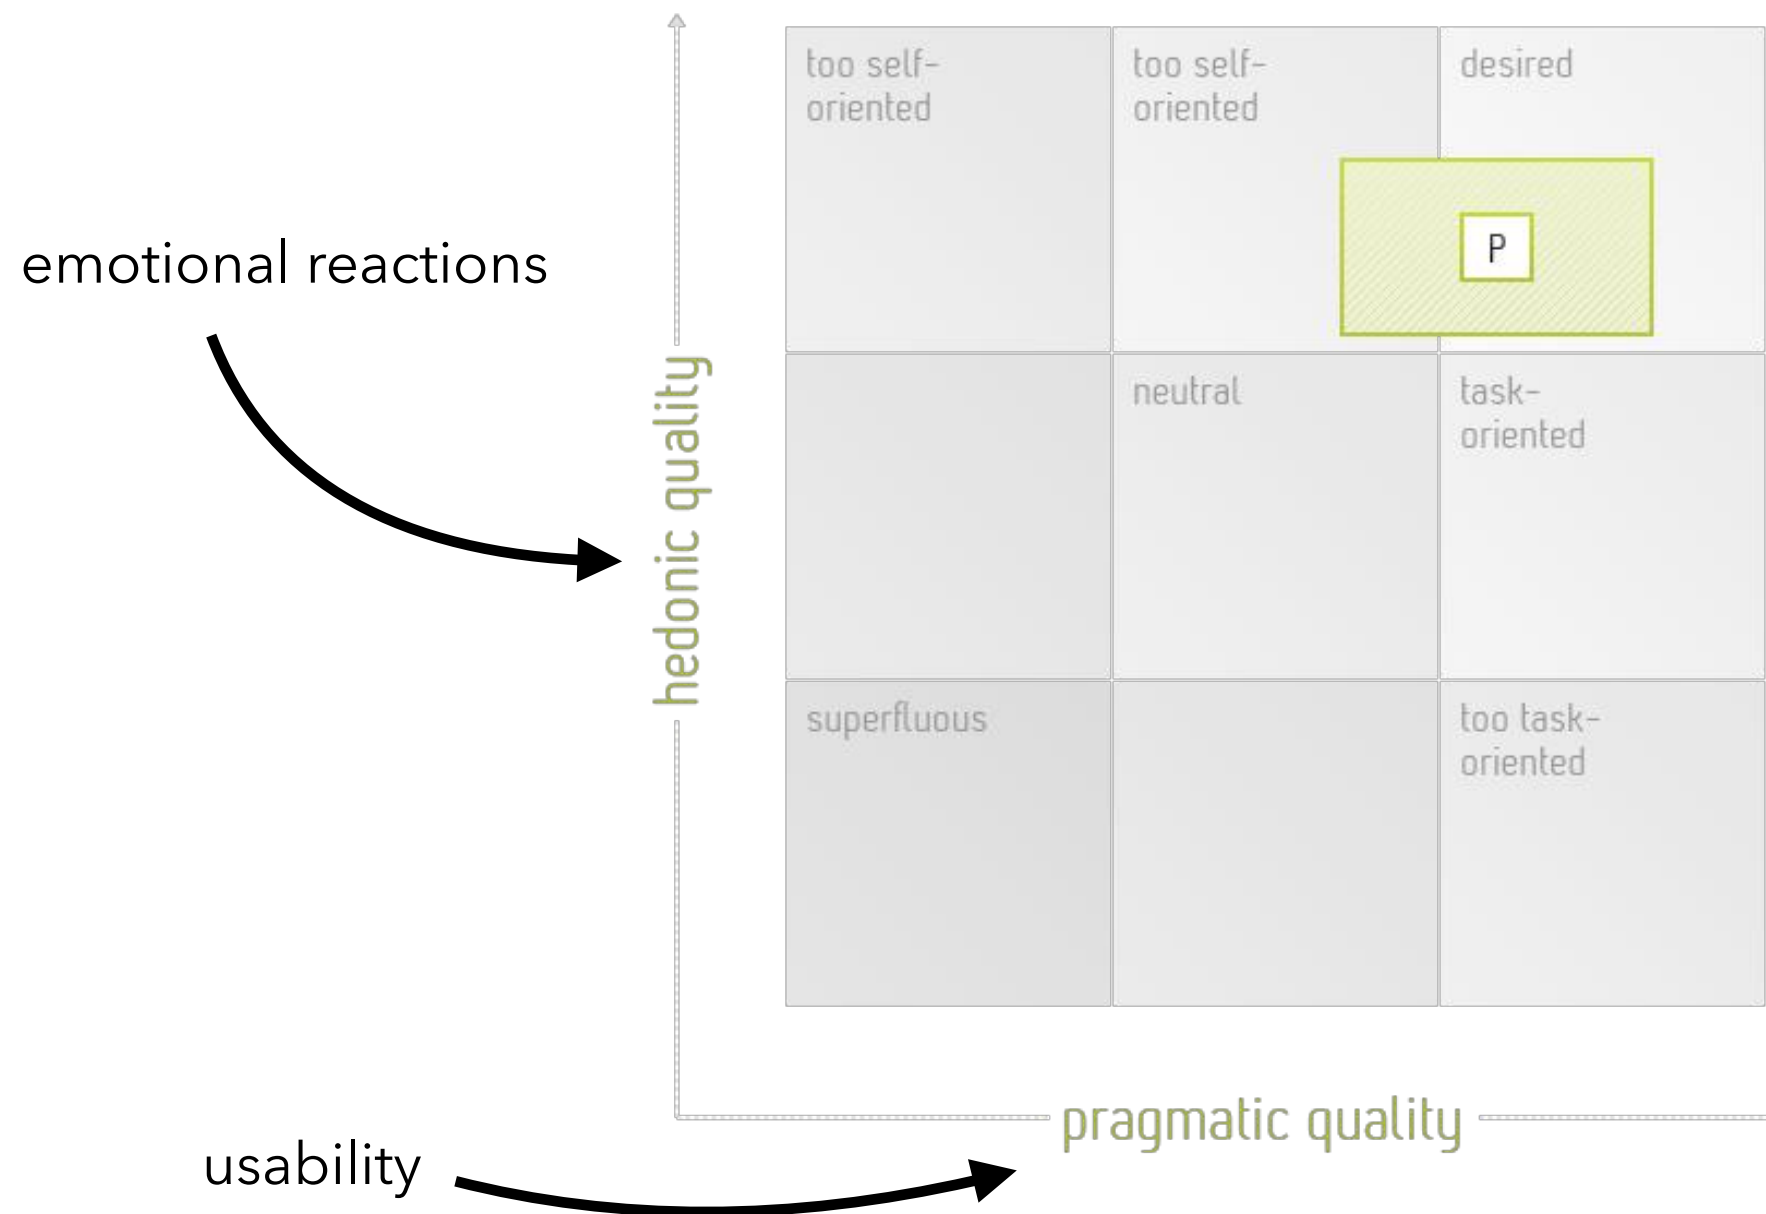 too self-
oriented
too self-
oriented
desired
P
emotional reactions
hedonic quality
neutral
task-
oriented
superfluous
too task-
oriented
pragmatic quality
usability